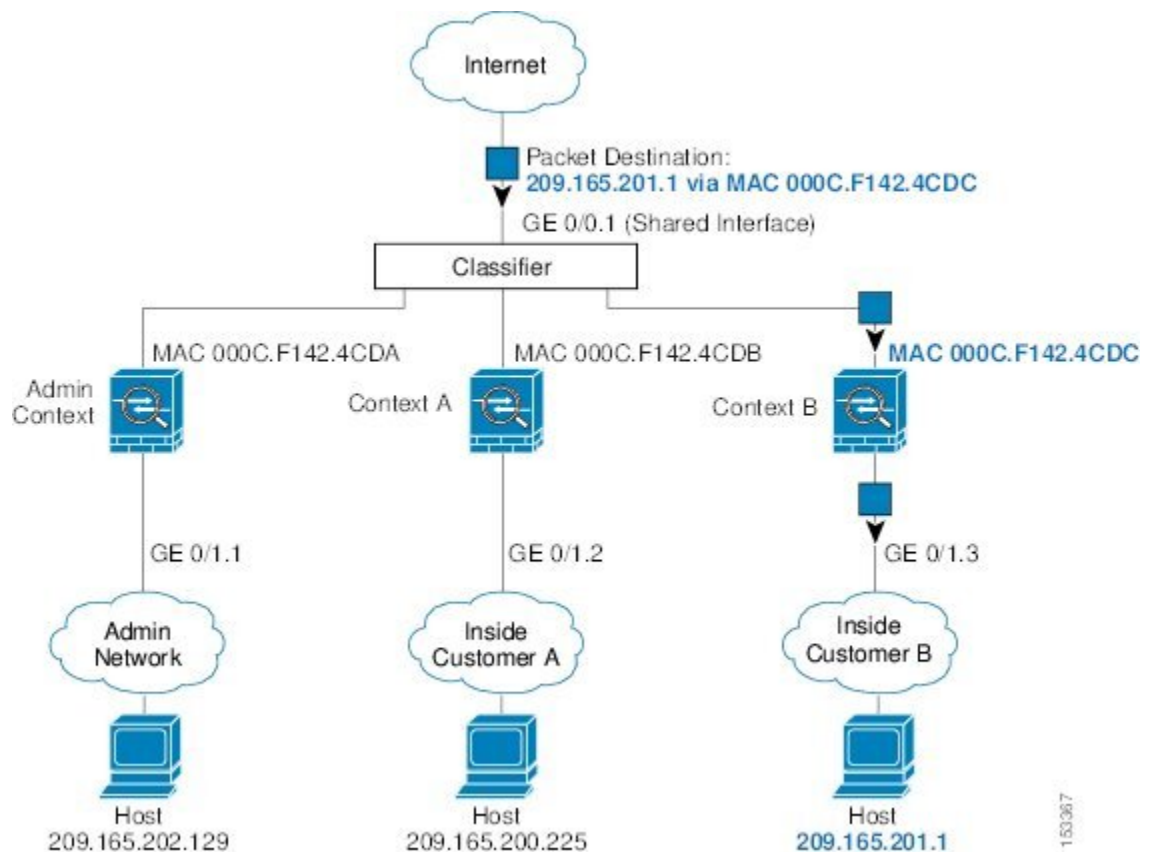 Internet
Packet Destination:
209.165.201.1 via MAC 000C.F142.4CDC
GE 0/0.1 (Shared Interface)
Classifier
MAC 000C.F142.4CDA
MAC 000C.F142.4CDB
MAC 000C.F142.4CDC
Admin
Context
Context A
Context B
GE 0/1.1
GE 0/1.2
GE 0/1.3
Admin
Network
Inside
Customer A
Inside
Customer B
Host
209.165.202.129
Host
209.165.200.225
Host
209.165.201.1
153367